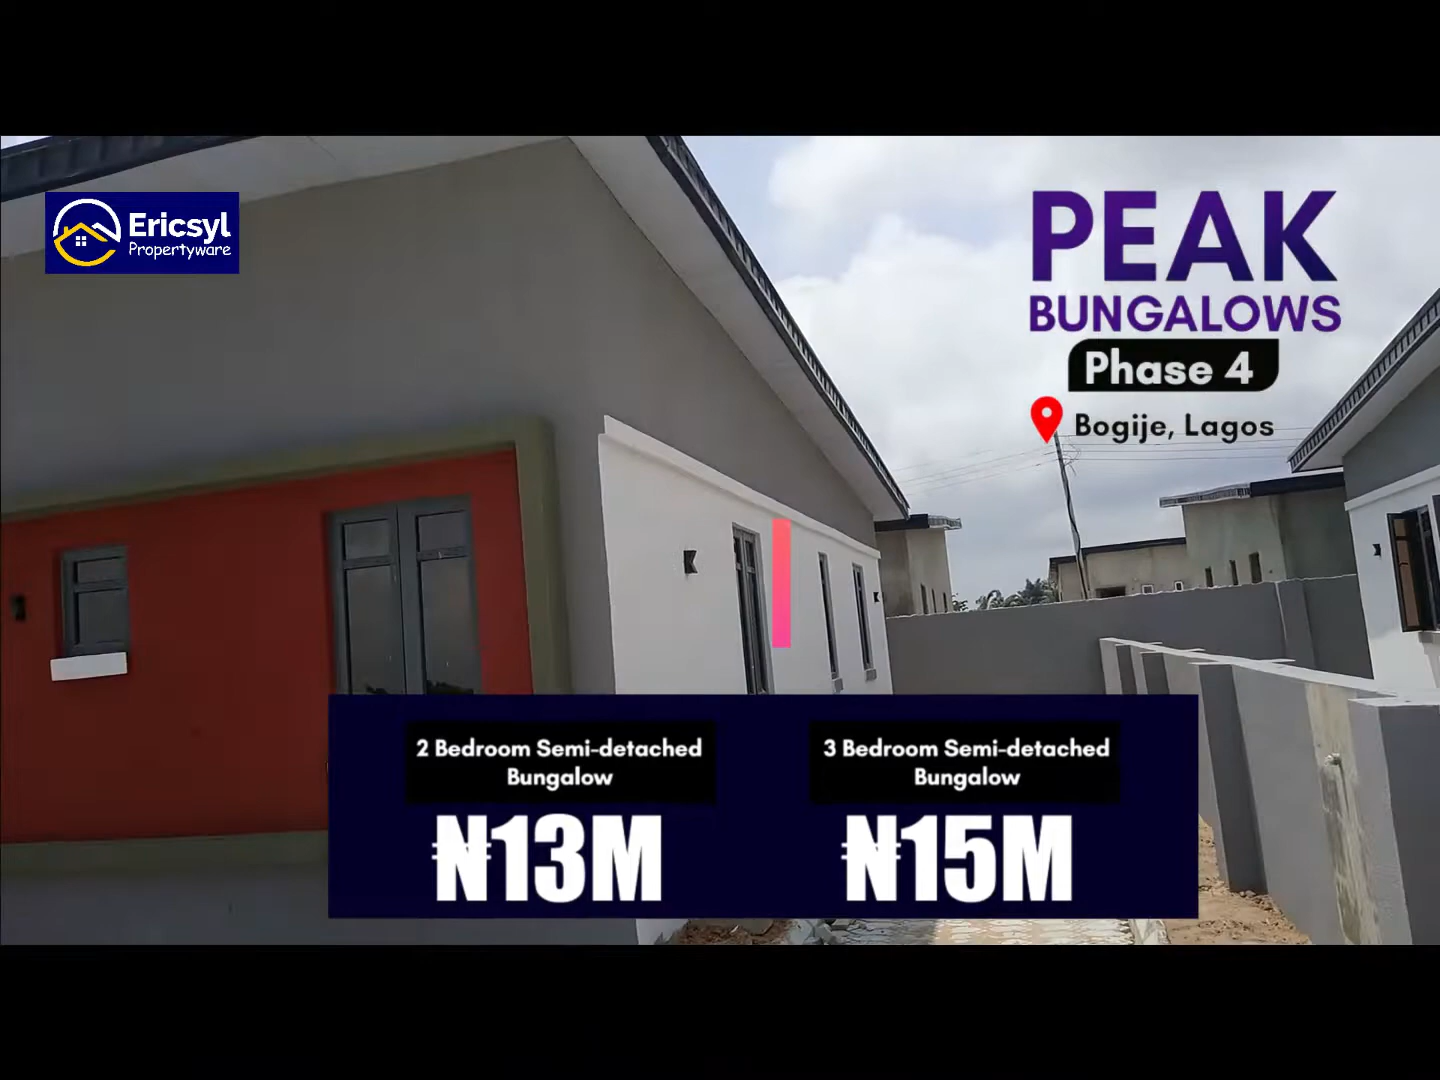 Ericsyl
Propertyware
PEAK
BUNGALOWS
Phase 4
Bogije, Lagos
2 Bedroom Semi-detached
Bungalow
₦13M
3 Bedroom Semi-detached
Bungalow
₦15M